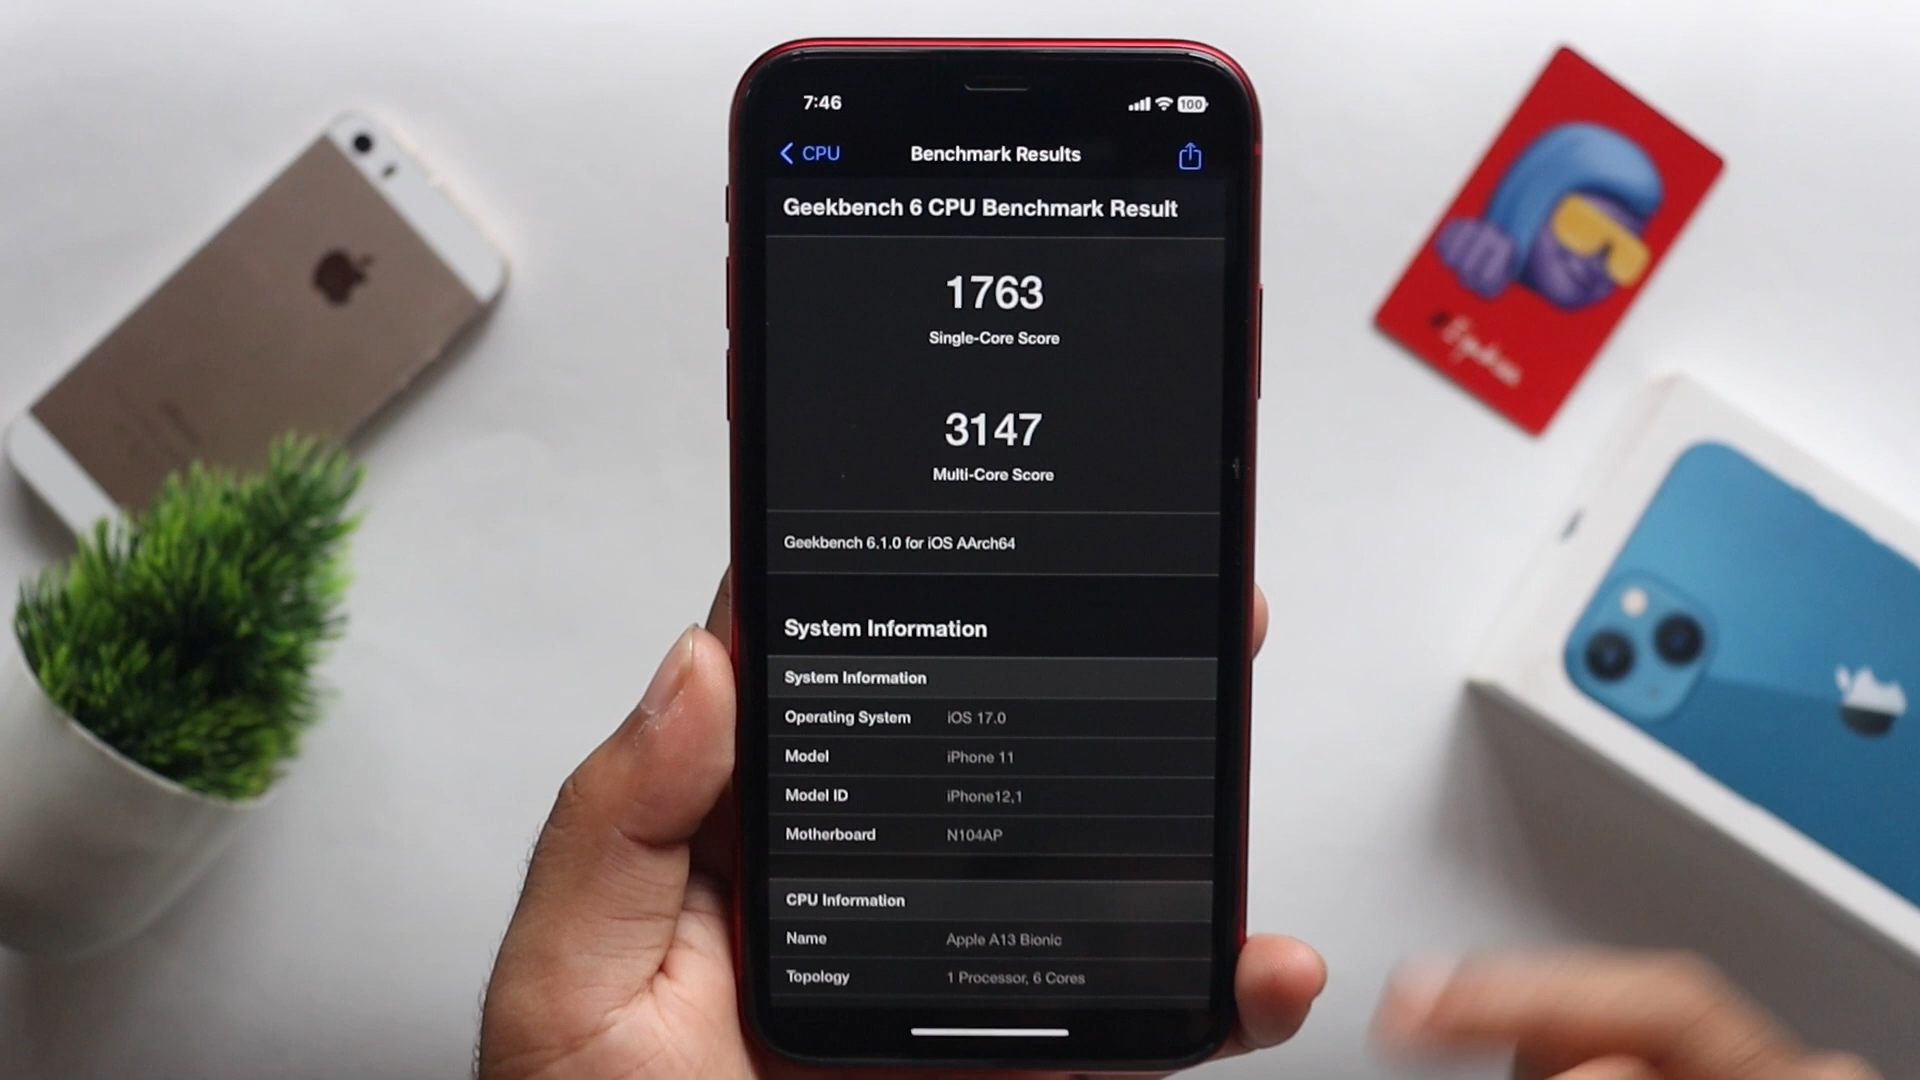 7:46
100
CPU
Benchmark Results
Geekbench 6 CPU Benchmark Result
1763
Single-Core Score
3147
Multi-Core Score
Geekbench 6.1.0 for iOS AArch64
System Information
System Information
Operating System iOS 17.0
Model iPhone 11
Model ID iPhone12,1
Motherboard N104AP
CPU Information
Name Apple A13 Bionic
Topology 1 Processor, 6 Cores